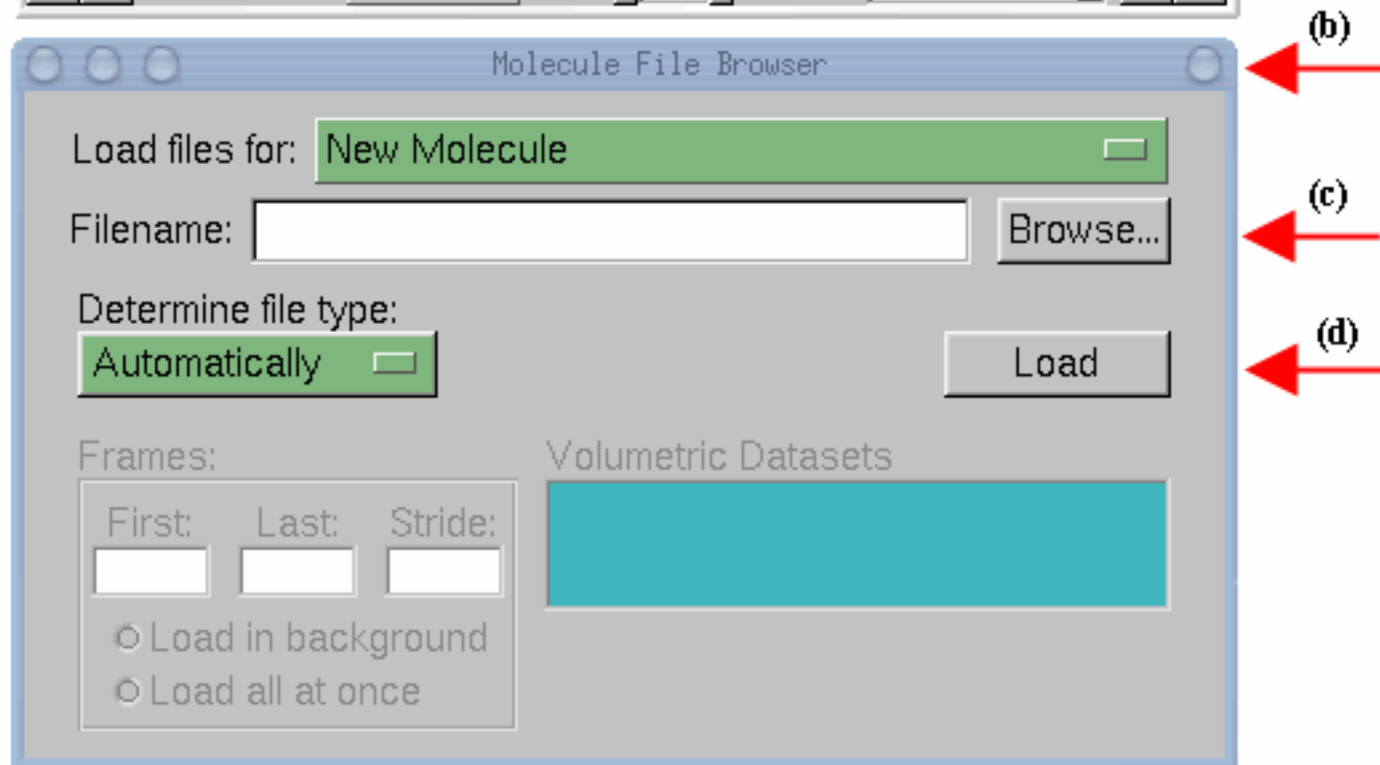 (b)
Molecule File Browser
Load files for: New Molecule
(c)
Filename: Browse...
Determine file type:
(d)
Automatically Load
Frames: Volumetric Datasets
First: Last: Stride:
Load in background
Load all at once